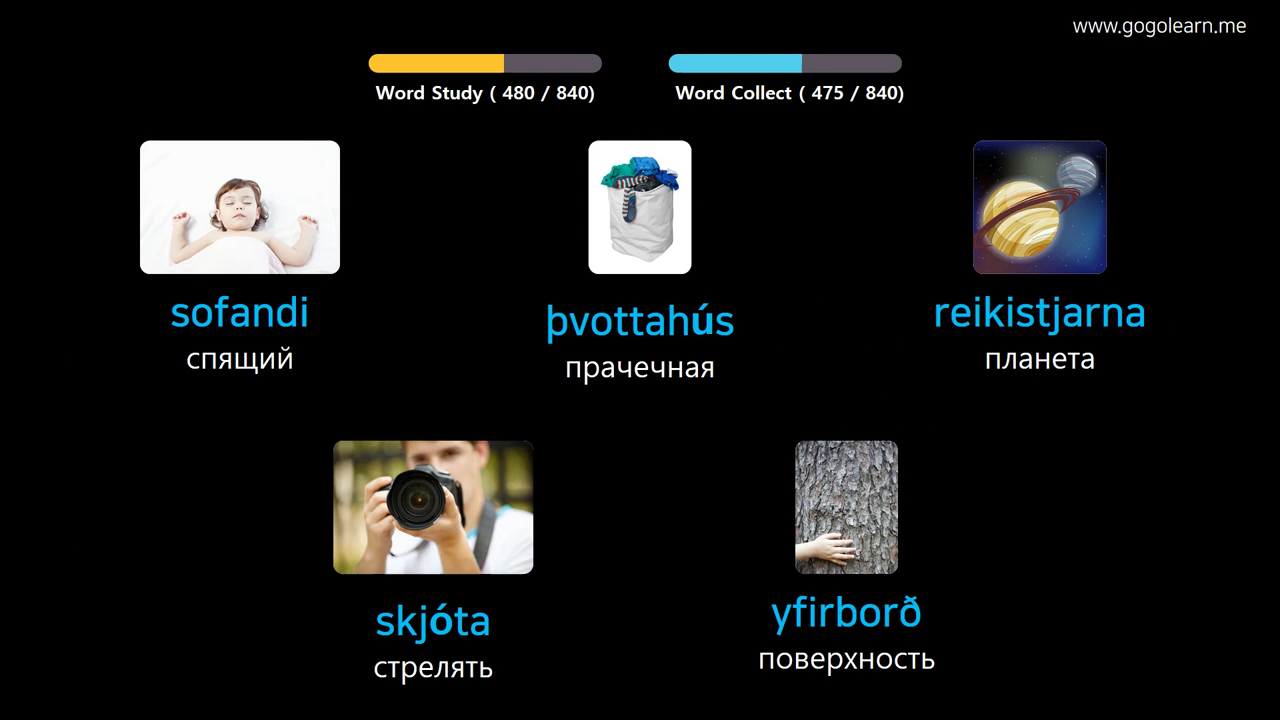 www.gogolearn.me
Word Study ( 480 / 840)
Word Collect ( 475 / 840)
sofandi
спящий
þvottahús
прачечная
reikistjarna
планета
skjóta
стрелять
yfirborð
поверхность